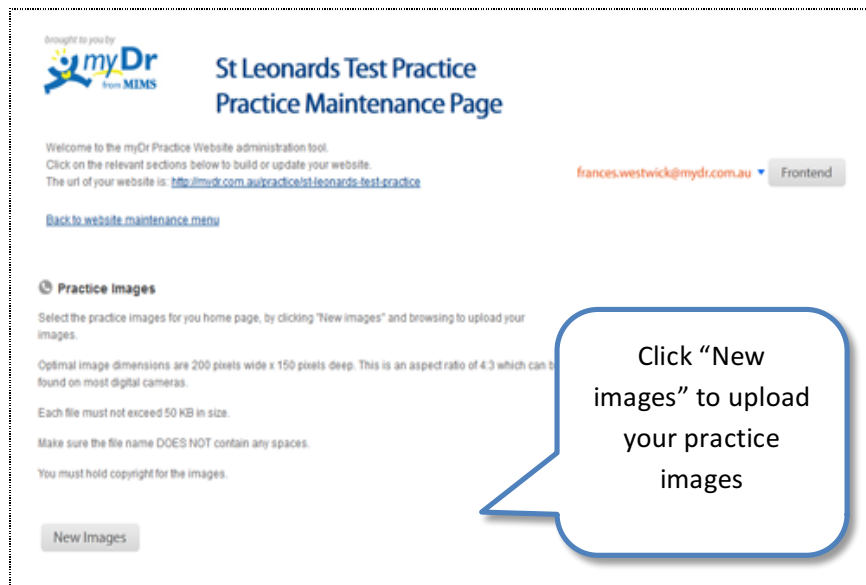 brought to you by
myDr
from MIMS
St Leonards Test Practice
Practice Maintenance Page
Welcome to the myDr Practice Website administration tool.
Click on the relevant sections below to build or update your website.
The url of your website is: http://mydr.com.au/practice/st-leonards-test-practice
frances.westwick@mydr.com.au
Frontend
Back to website maintenance menu
Practice Images
Select the practice images for you home page, by clicking "New images" and browsing to upload your
images.
Optimal image dimensions are 200 pixels wide x 150 pixels deep. This is an aspect ratio of 4:3 which can
found on most digital cameras.
Each file must not exceed 50 KB in size.
Make sure the file name DOES NOT contain any spaces.
You must hold copyright for the images.
New Images
Click “New
images” to upload
your practice
images